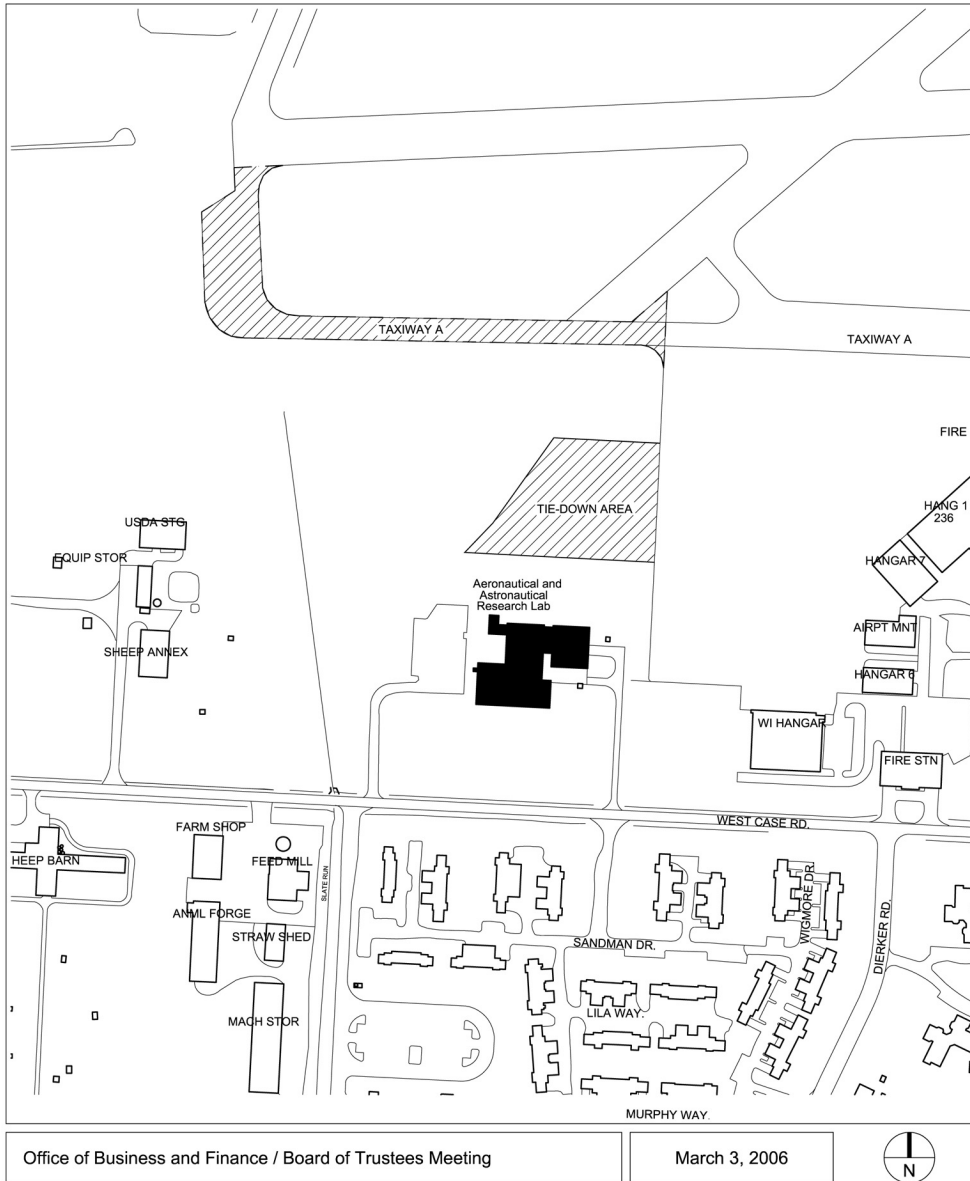 TAXIWAY A
TAXIWAY A
FIRE
HANG 1
236
TIE-DOWN AREA
USDA STG
EQUIP STOR
HANGAR 7
Aeronautical and
Astronautical
Research Lab
AIRPT MNT
SHEEP ANNEX
HANGAR 6
WI HANGAR
FIRE STN
WEST CASE RD.
FARM SHOP
HEEP BARN
FEED MILL
SLATE RUN
WIGMORE DR.
ANML FORGE
STRAW SHED
SANDMAN DR.
DIERKER RD.
LILA WAY.
MACH STOR
MURPHY WAY.
Office of Business and Finance / Board of Trustees Meeting
March 3, 2006
N